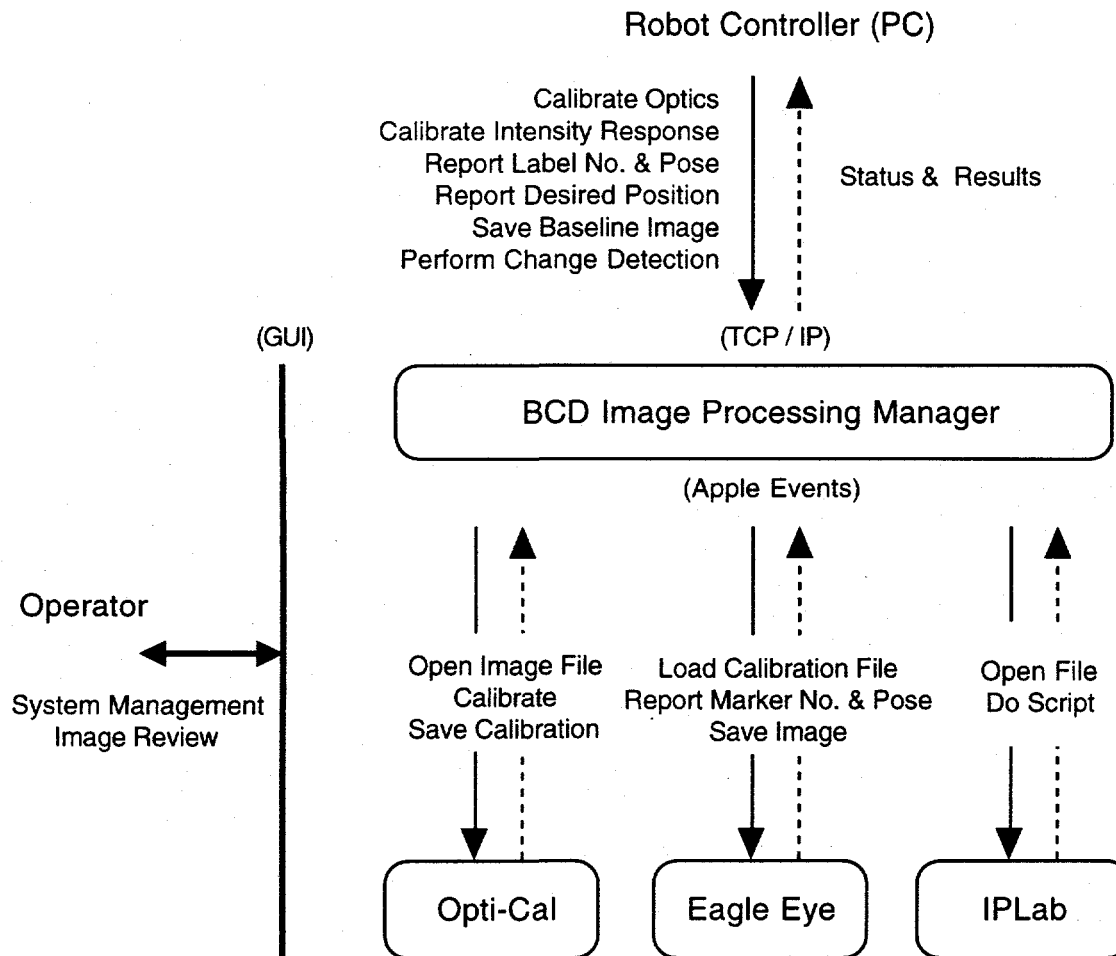 Robot Controller (PC)
Calibrate Optics
Calibrate Intensity Response
Report Label No. & Pose
Report Desired Position
Save Baseline Image
Perform Change Detection
Status & Results
(GUI)
(TCP / IP)
BCD Image Processing Manager
(Apple Events)
Operator
System Management
Image Review
Open Image File
Calibrate
Save Calibration
Load Calibration File
Report Marker No. & Pose
Save Image
Open File
Do Script
Opti-Cal
Eagle Eye
IPLab